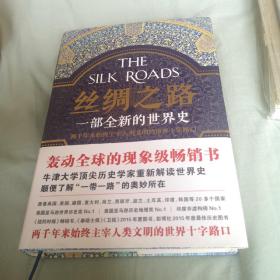 THE
SILK ROADS
丝绸之路
一部全新的世界史
两千年来始终主宰人类文明的世界十字路口
轰动全球的现象级畅销书
牛津大学顶尖历史学家重新解读世界史
顺便了解“一带一路”的奥妙所在
两千年来始终主宰人类文明的世界十字路口